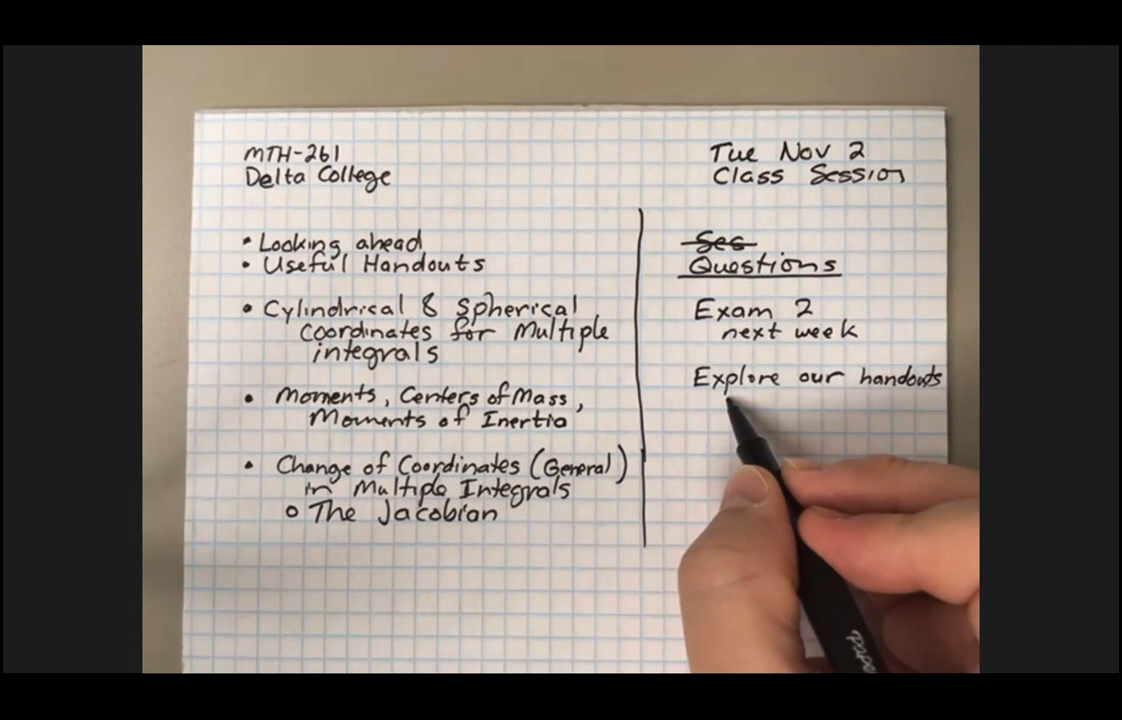 MTH-261
Delta College
Tue Nov 2
Class Session
• Looking ahead
• Useful Handouts
• Cylindrical & Spherical
Coordinates for Multiple
integrals
• Moments, Centers of Mass,
Moments of Inertia
• Change of Coordinates (General)
in Multiple Integrals
o The Jacobian
Ses
Questions
Exam 2
next week
Explore our handouts
Pape